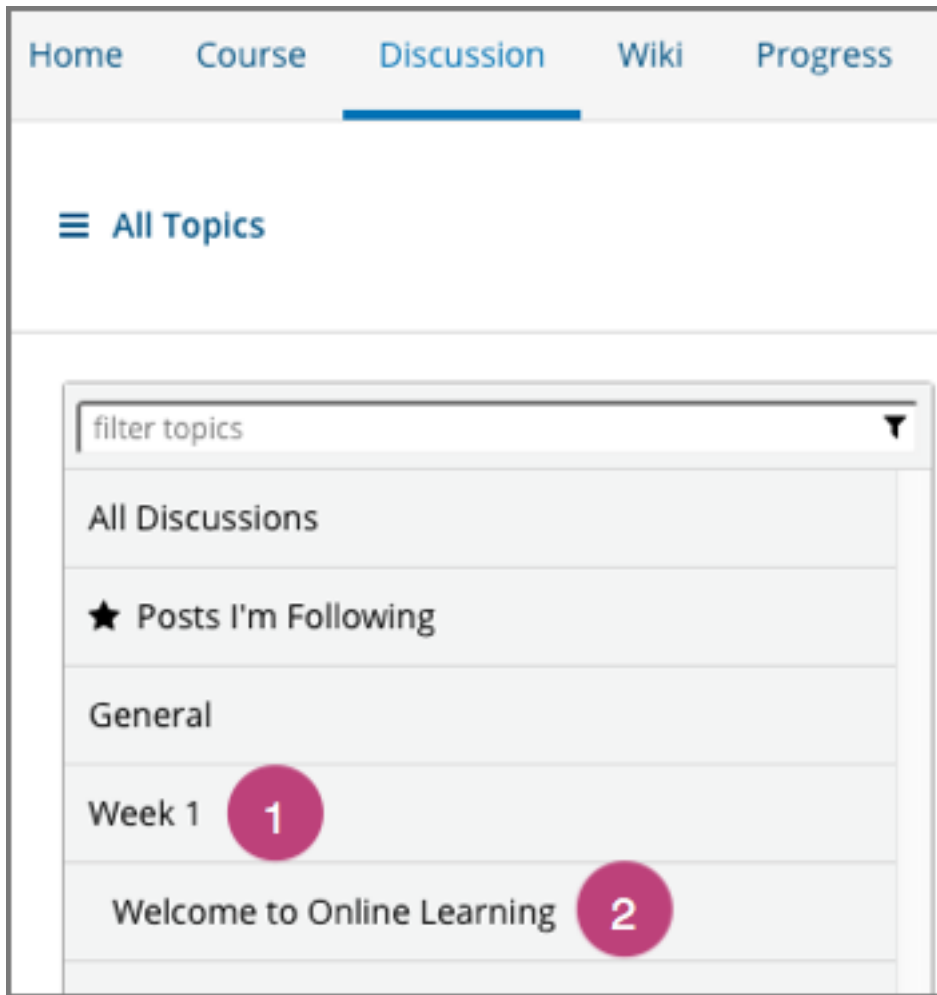 Home Course Discussion Wiki Progress
All Topics
filter topics
All Discussions
Posts I'm Following
General
Week 1 1
Welcome to Online Learning 2